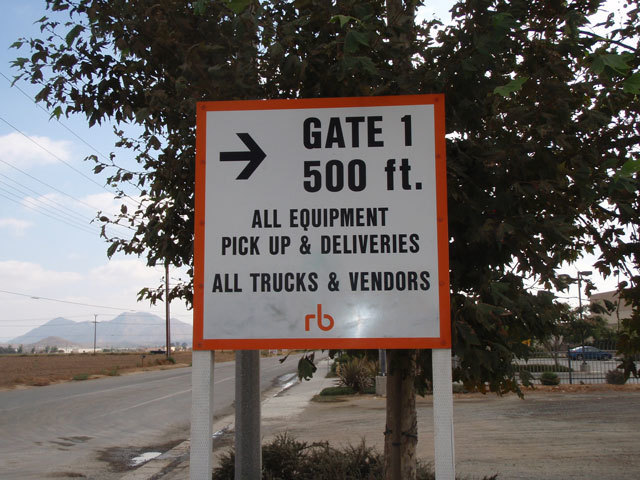 GATE 1
500 ft.
ALL EQUIPMENT
PICK UP & DELIVERIES
ALL TRUCKS & VENDORS
rb